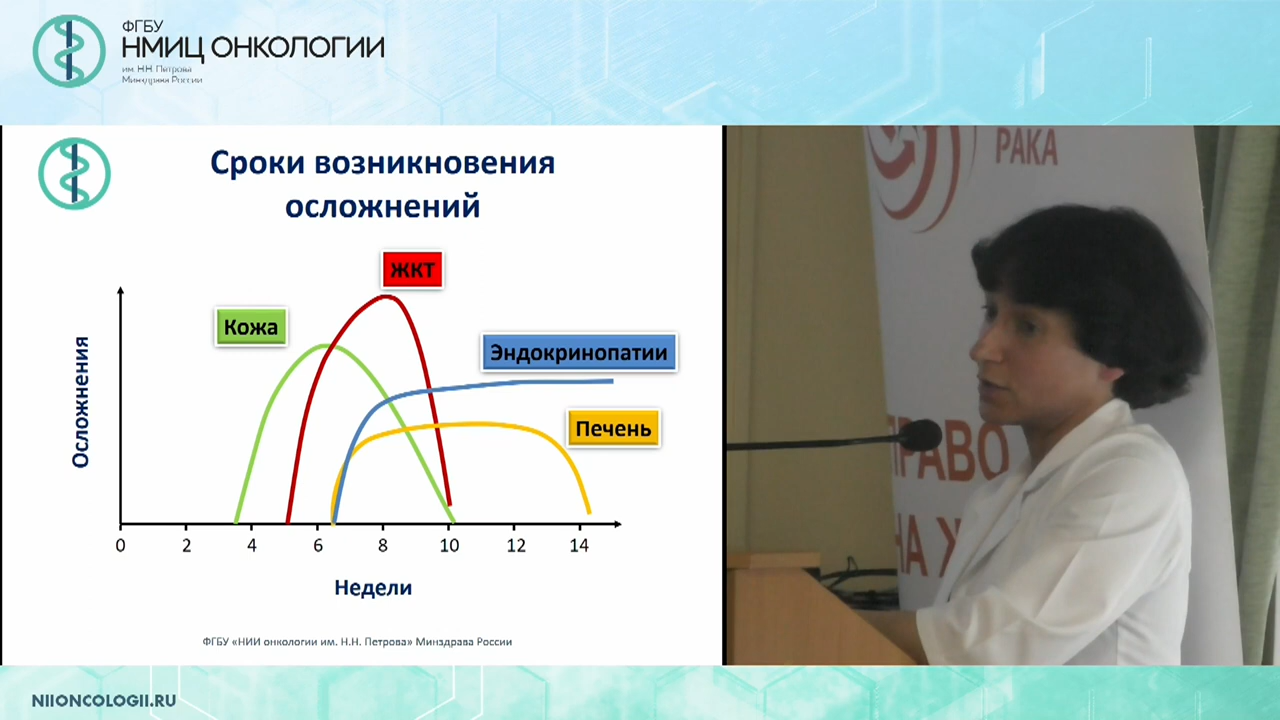 ФГБУ
НМИЦ ОНКОЛОГИИ
им. Н.Н. Петрова
Минздрава России
Сроки возникновения
осложнений
ЖКТ
Кожа
Эндокринопатии
Печень
Осложнения
0 2 4 6 8 10 12 14
Недели
ФГБУ «НИИ онкологии им. Н.Н. Петрова» Минздрава России
РАКА
ПРАВО
НА Ж
NIIONCOLOGII.RU